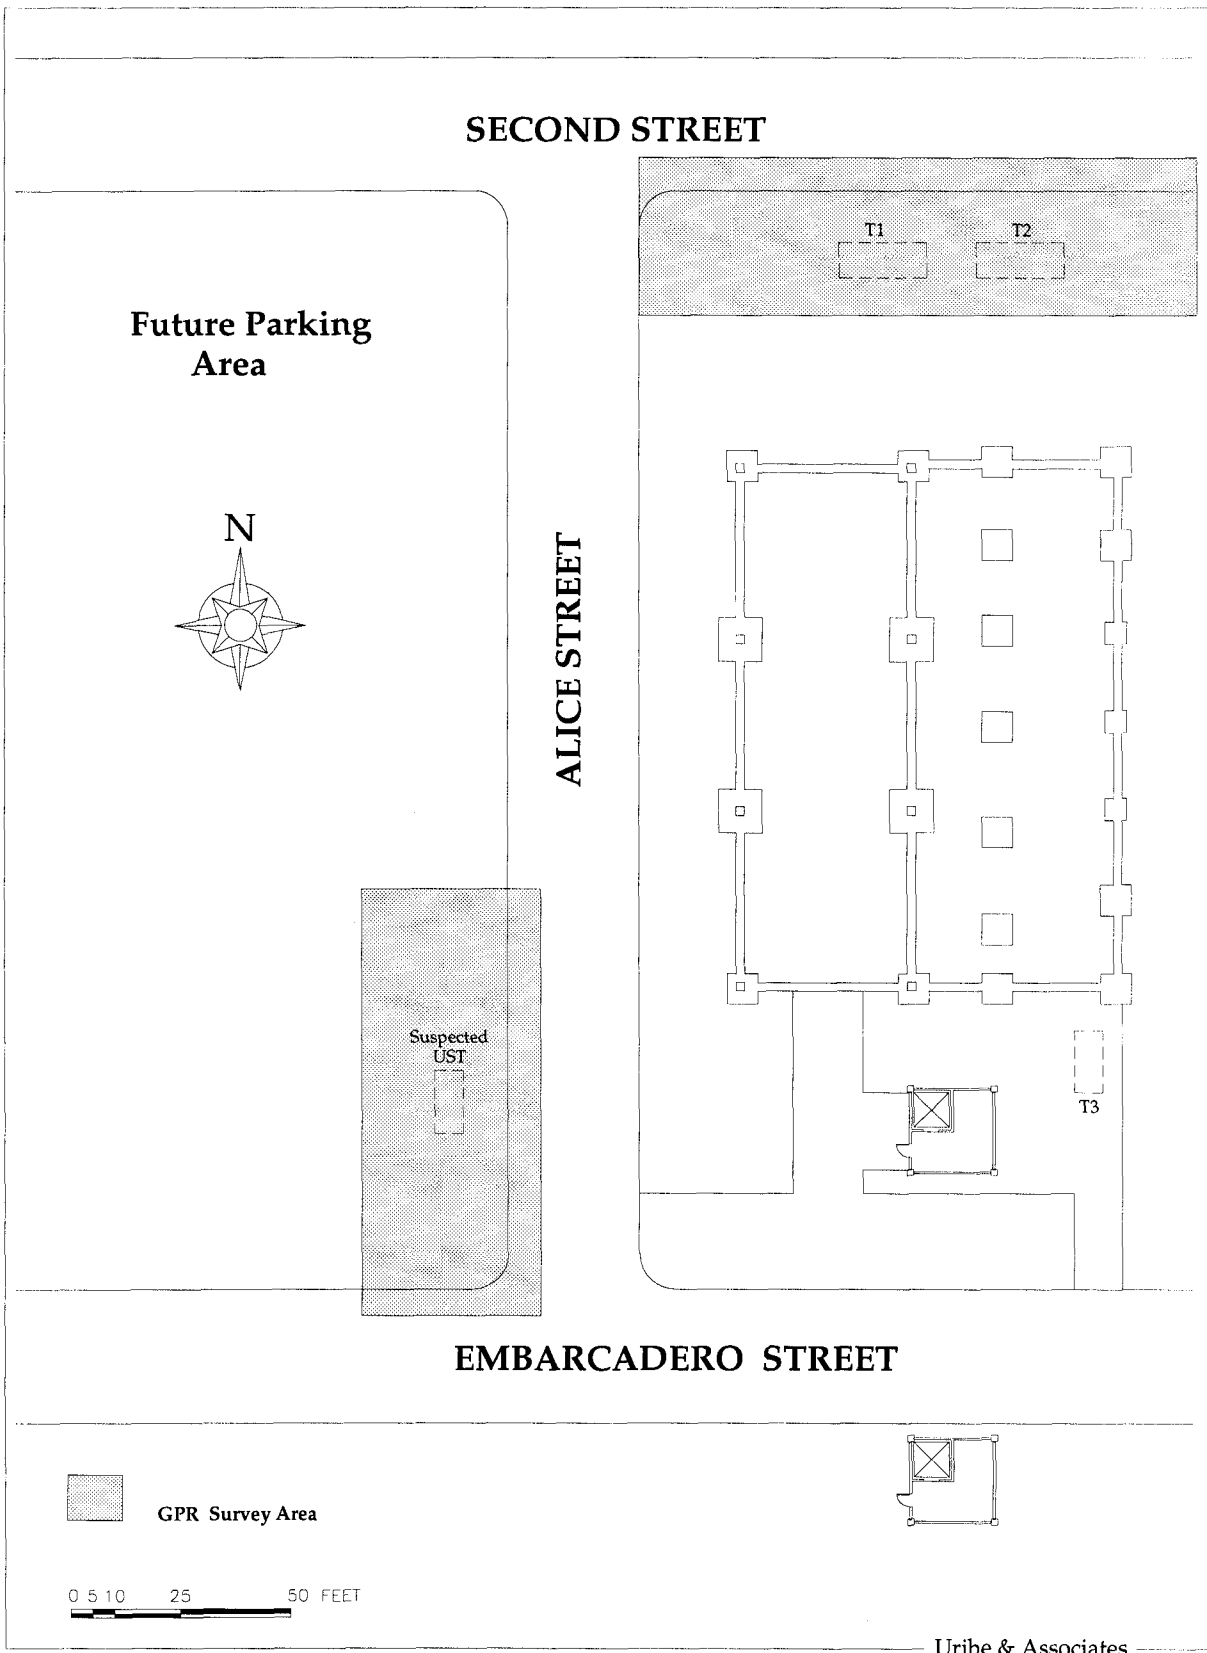 SECOND STREET
T1
T2
Future Parking
Area
N
ALICE STREET
Suspected
UST
T3
EMBARCADERO STREET
GPR Survey Area
0 5 10 25 50 FEET
Uribe & Associates